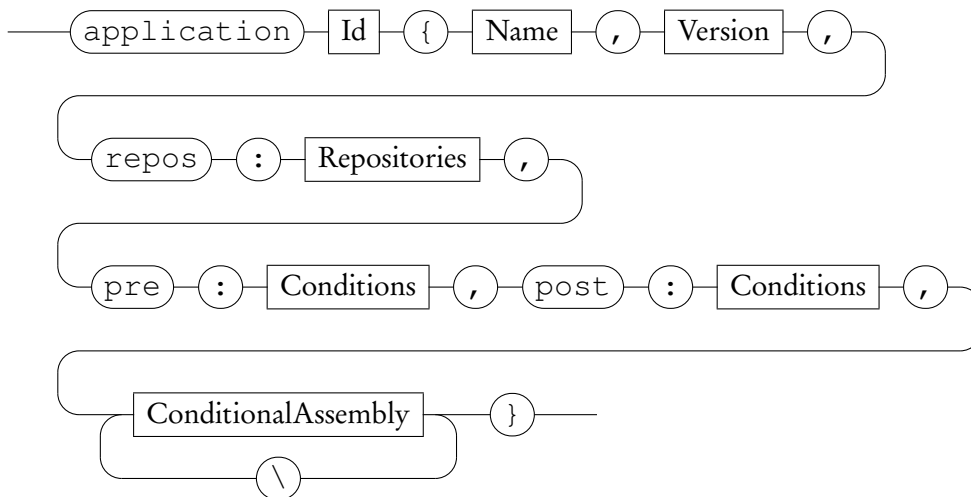 application Id { Name , Version ,
repos : Repositories ,
pre : Conditions , post : Conditions ,
ConditionalAssembly }
\